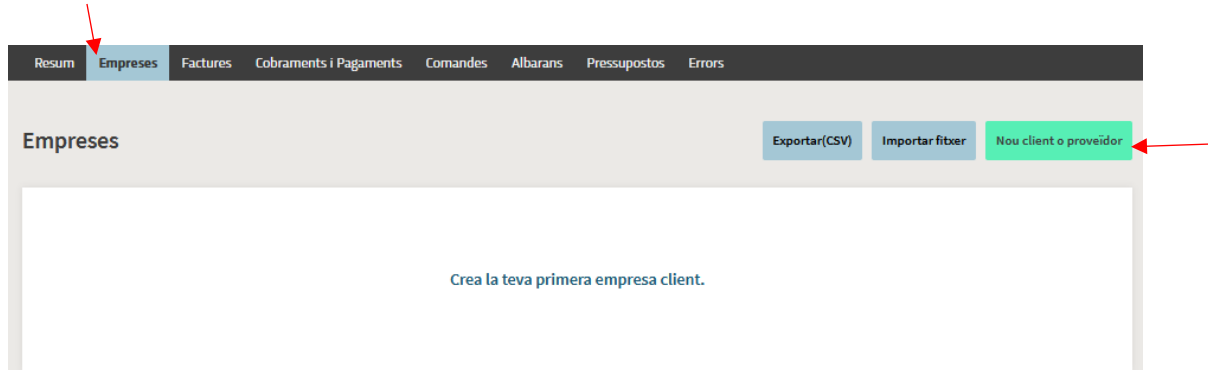 Resum Empreses Factures Cobraments i Pagaments Comandes Albarans Pressupostos Errors
Empreses
Exportar(CSV) Importar fitxer Nou client o proveïdor
Crea la teva primera empresa client.